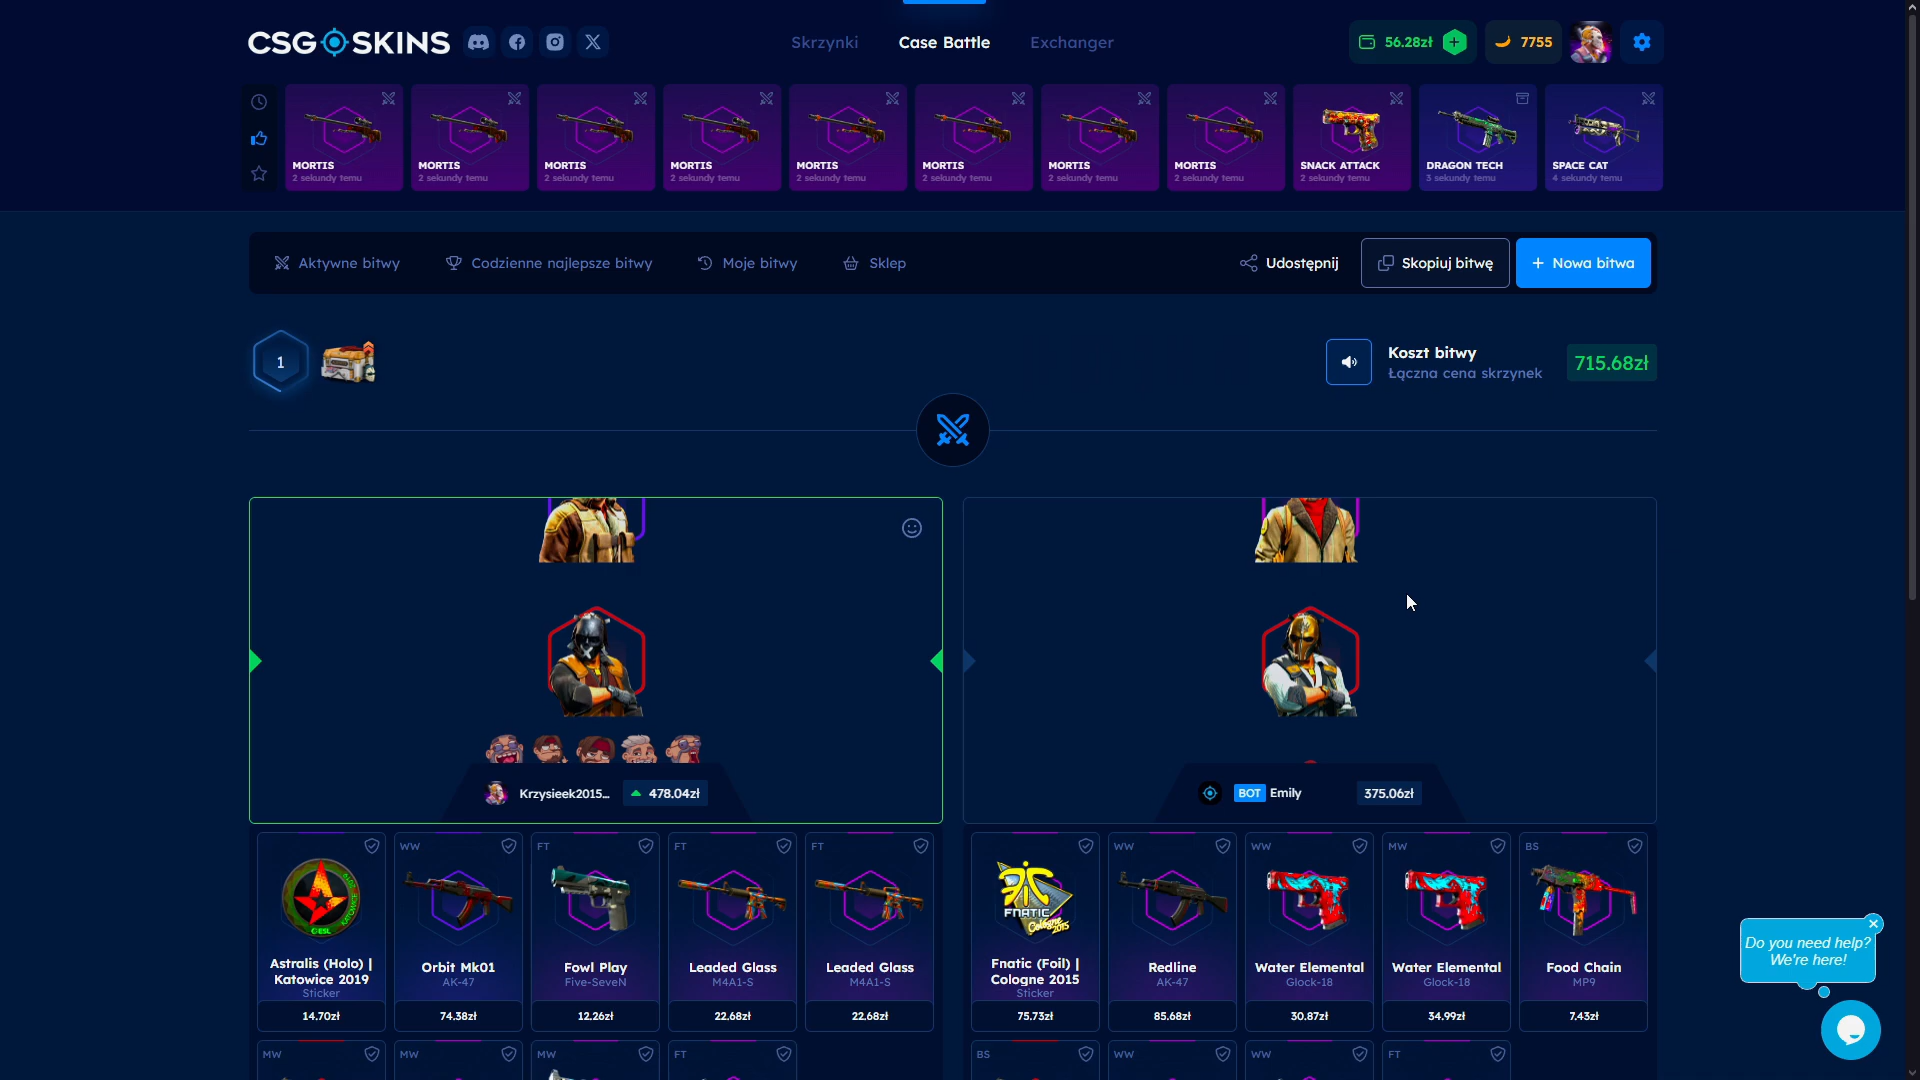 CSG SKINS
Skrzynki
Case Battle
Exchanger
56.28zł
7755
MORTIS
2 sekundy temu
MORTIS
2 sekundy temu
MORTIS
2 sekundy temu
MORTIS
2 sekundy temu
MORTIS
2 sekundy temu
MORTIS
2 sekundy temu
MORTIS
2 sekundy temu
MORTIS
2 sekundy temu
SNACK ATTACK
2 sekundy temu
DRAGON TECH
3 sekundy temu
SPACE CAT
4 sekundy temu
Aktywne bitwy
Codzienne najlepsze bitwy
Moje bitwy
Sklep
Udostępnij
Skopiuj bitwę
+ Nowa bitwa
1
Koszt bitwy
Łączna cena skrzynek
715.68zł
Krzysieek2015...
478.04zł
BOT Emily
375.06zł
Astralis (Holo) |
Katowice 2019
Sticker
14.70zł
WW
Orbit Mk01
AK-47
74.38zł
FT
Fowl Play
Five-SeveN
12.26zł
FT
Leaded Glass
M4A1-S
22.68zł
FT
Leaded Glass
M4A1-S
22.68zł
FNATIC
Cologne
2015
Fnatic (Foil) |
Cologne 2015
Sticker
75.73zł
WW
Redline
AK-47
85.68zł
WW
Water Elemental
Glock-18
30.87zł
MW
Water Elemental
Glock-18
34.99zł
BS
Food Chain
MP9
7.43zł
MW
MW
MW
FT
BS
WW
WW
FT
Do you need help?
We're here!